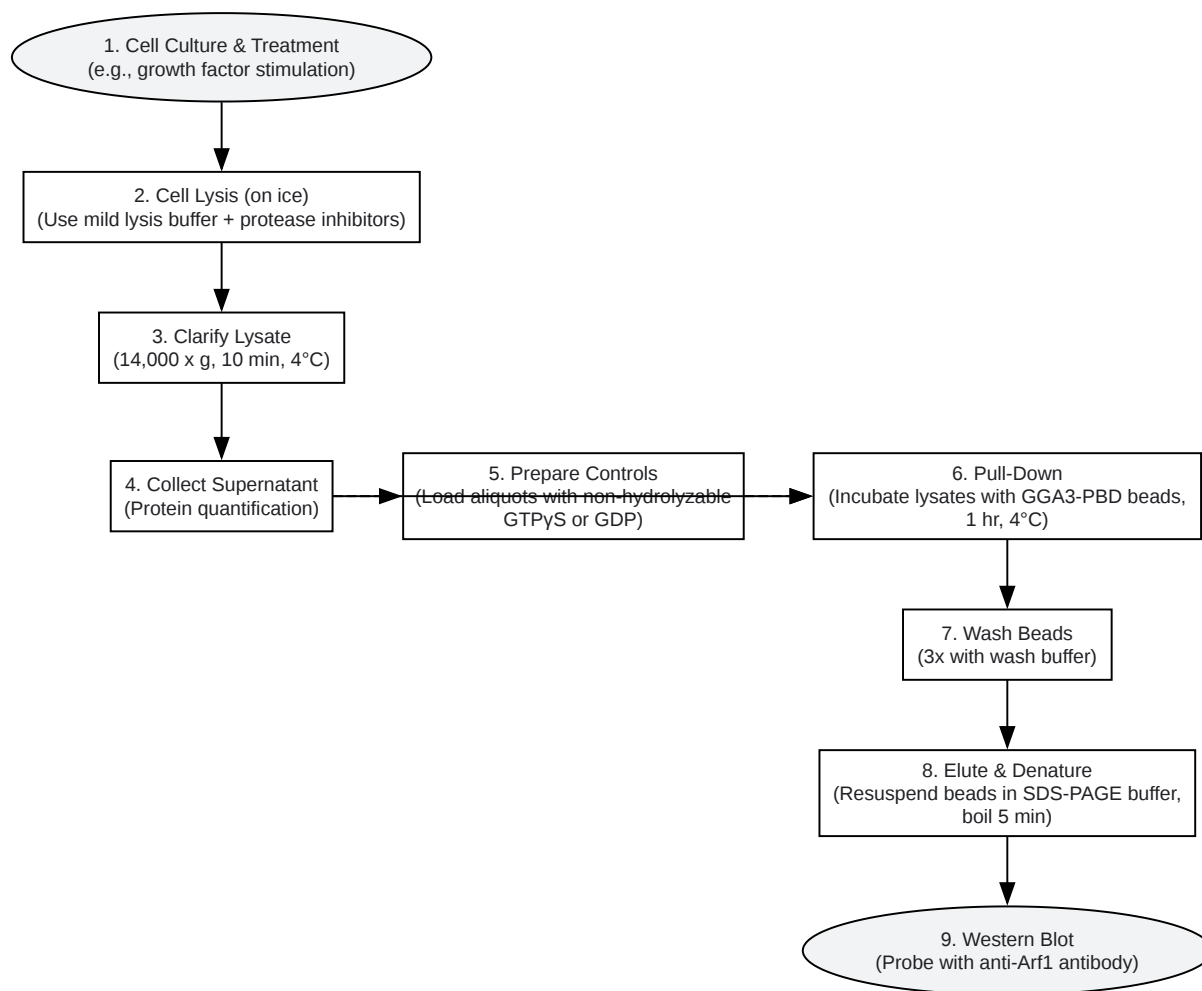 1. Cell Culture & Treatment
(e.g., growth factor stimulation)
2. Cell Lysis (on ice)
(Use mild lysis buffer + protease inhibitors)
3. Clarify Lysate
(14,000 x g, 10 min, 4°C)
4. Collect Supernatant
(Protein quantification)
5. Prepare Controls
(Load aliquots with non-hydrolyzable
GTPγS or GDP)
6. Pull-Down
(Incubate lysates with GGA3-PBD beads,
1 hr, 4°C)
7. Wash Beads
(3x with wash buffer)
8. Elute & Denature
(Resuspend beads in SDS-PAGE buffer,
boil 5 min)
9. Western Blot
(Probe with anti-Arf1 antibody)